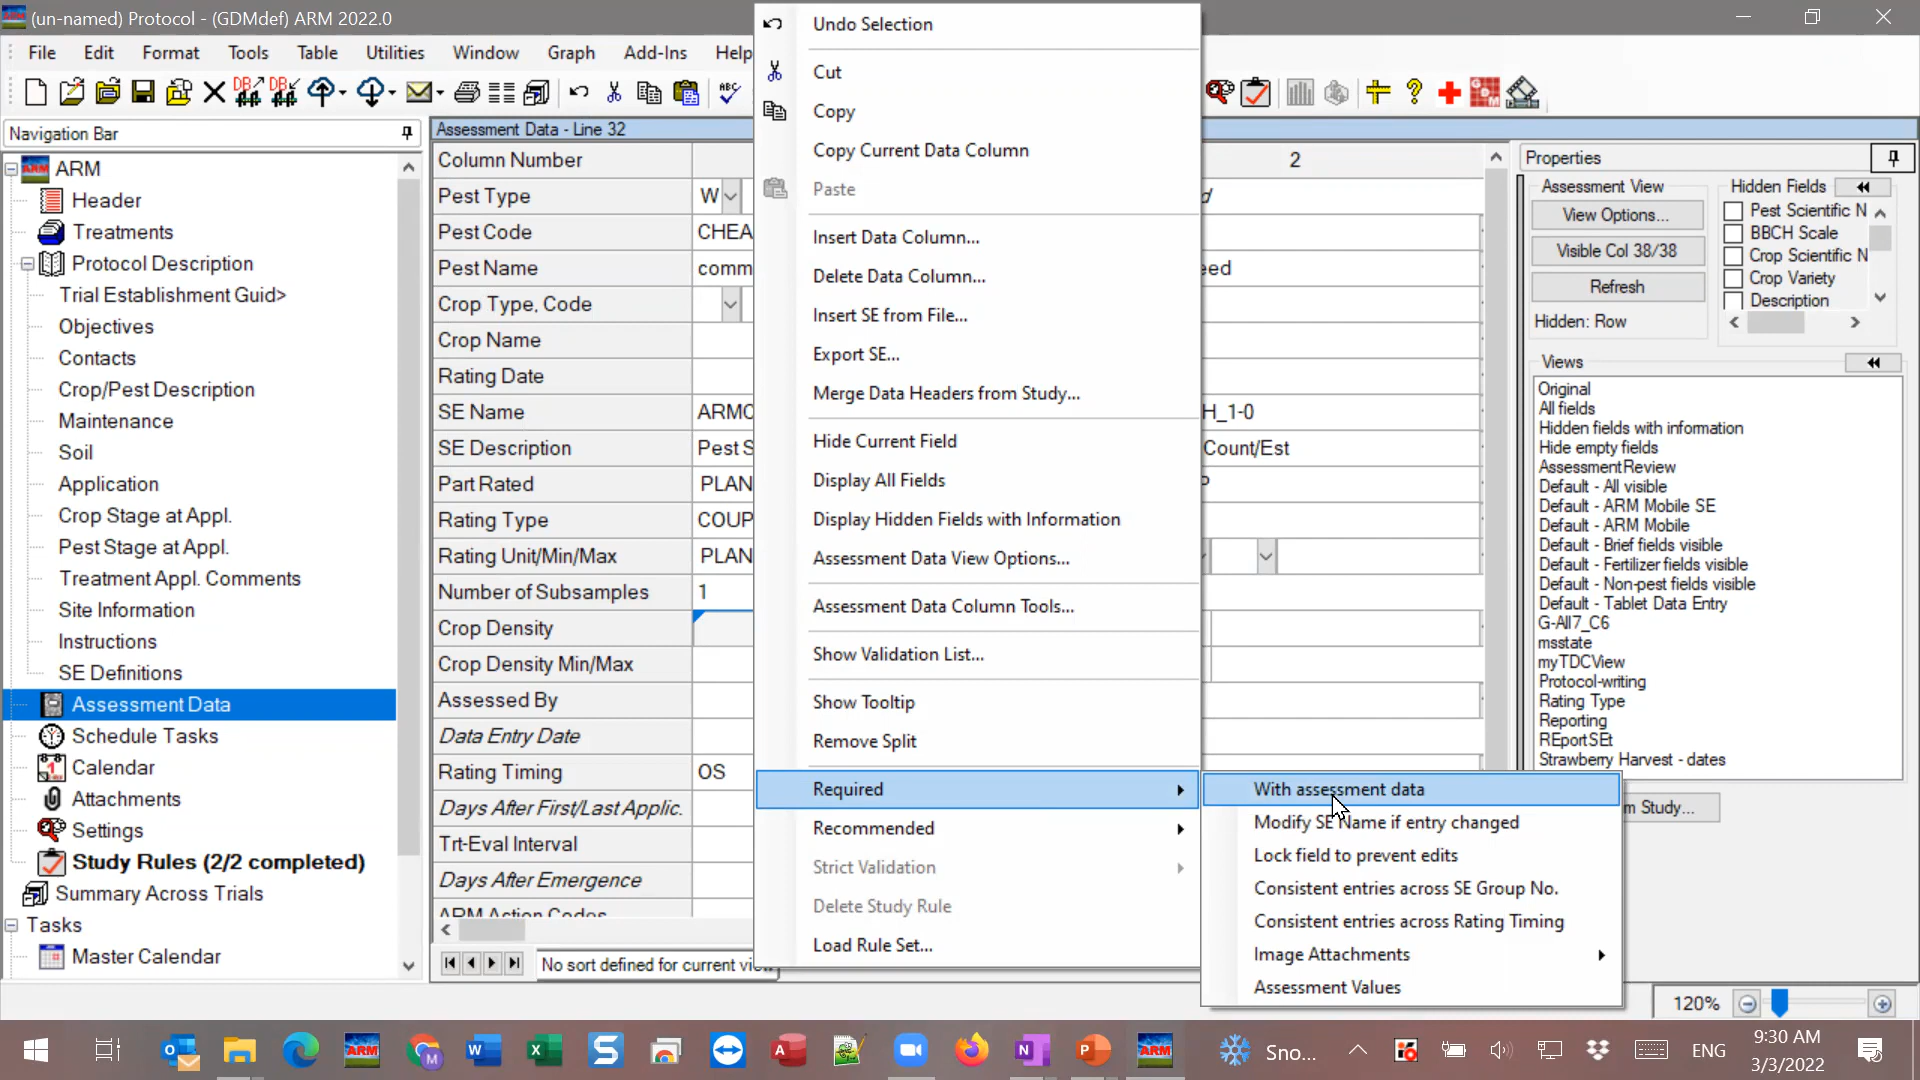 (un-named) Protocol - (GDMdef) ARM 2022.0
File Edit Format Tools Table Utilities Window Graph Add-Ins Help
Navigation Bar
ARM
Header
Treatments
Protocol Description
Trial Establishment Guid>
Objectives
Contacts
Crop/Pest Description
Maintenance
Soil
Application
Crop Stage at Appl.
Pest Stage at Appl.
Treatment Appl. Comments
Site Information
Instructions
SE Definitions
Assessment Data
Schedule Tasks
Calendar
Attachments
Settings
Study Rules (2/2 completed)
Summary Across Trials
Tasks
Master Calendar
Assessment Data - Line 32
Column Number 2
Pest Type W
Pest Code CHEA
Pest Name
Crop Type, Code
Crop Name
Rating Date
SE Name
SE Description Pest Count/Est
Part Rated PLAN
Rating Type COUP
Rating Unit/Min/Max PLAN
Number of Subsamples 1
Crop Density
Crop Density Min/Max
Assessed By
Data Entry Date
Rating Timing OS
Days After First/Last Applic.
Trt-Eval Interval
Days After Emergence
ARM Action Codes
No sort defined for current
Undo Selection
Cut
Copy
Copy Current Data Column
Paste
Insert Data Column...
Delete Data Column...
Insert SE from File...
Export SE...
Merge Data Headers from Study...
Hide Current Field
Display All Fields
Display Hidden Fields with Information
Assessment Data View Options...
Assessment Data Column Tools...
Show Validation List...
Show Tooltip
Remove Split
Required
Recommended
Strict Validation
Delete Study Rule
Load Rule Set...
With assessment data
Modify SE Name if entry changed
Lock field to prevent edits
Consistent entries across SE Group No.
Consistent entries across Rating Timing
Image Attachments
Assessment Values
Properties
Assessment View
View Options...
Visible Col 38/38
Refresh
Hidden: Row
Hidden Fields
Pest Scientific N
BBCH Scale
Crop Scientific N
Crop Variety
Description
Views
Original
All fields
Hidden fields with information
Hide empty fields
AssessmentReview
Default - All visible
Default - ARM Mobile SE
Default - ARM Mobile
Default - Brief fields visible
Default - Fertilizer fields visible
Default - Non-pest fields visible
Default - Tablet Data Entry
G-All7_C6
msstate
myTDCView
Protocol-writing
Rating Type
Reporting
REportSEt
Strawberry Harvest - dates
Study...
120%
Sno...
ENG
9:30 AM
3/3/2022